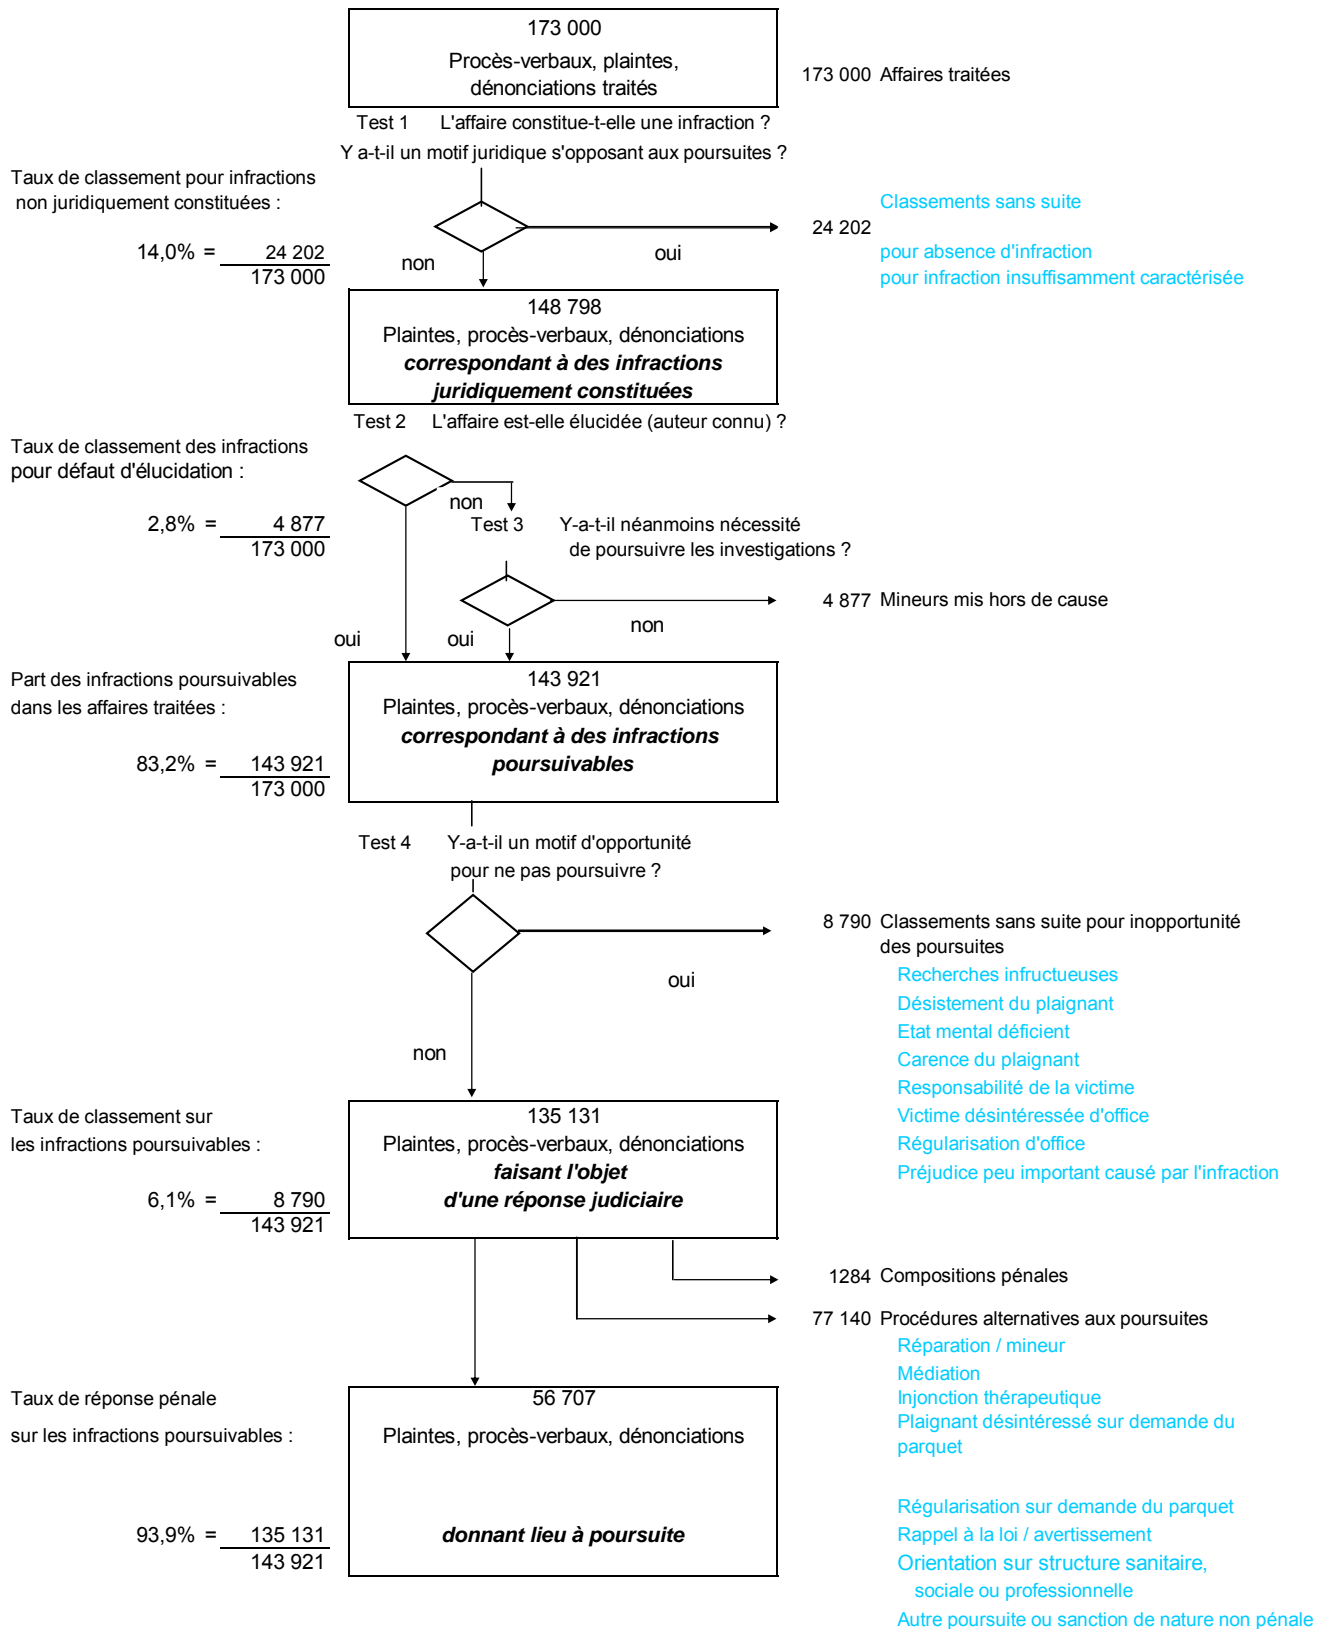 173 000
Procès-verbaux, plaintes,
dénonciations traités
173 000 Affaires traitées
Test 1 L'affaire constitue-t-elle une infraction ?
Y a-t-il un motif juridique s'opposant aux poursuites ?
Taux de classement pour infractions
non juridiquement constituées :
14,0% = 24 202
173 000
non
oui
24 202
Classements sans suite
pour absence d'infraction
pour infraction insuffisamment caractérisée
148 798
Plaintes, procès-verbaux, dénonciations
correspondant à des infractions
juridiquement constituées
Test 2 L'affaire est-elle élucidée (auteur connu) ?
Taux de classement des infractions
pour défaut d'élucidation :
2,8% = 4 877
173 000
non
Test 3 Y-a-t-il néanmoins nécessité
de poursuivre les investigations ?
4 877 Mineurs mis hors de cause
non
oui
oui
Part des infractions poursuivables
dans les affaires traitées :
83,2% = 143 921
173 000
143 921
Plaintes, procès-verbaux, dénonciations
correspondant à des infractions
poursuivables
Test 4 Y-a-t-il un motif d'opportunité
pour ne pas poursuivre ?
oui
non
8 790 Classements sans suite pour inopportunité
des poursuites
Recherches infructueuses
Désistement du plaignant
Etat mental déficient
Carence du plaignant
Responsabilité de la victime
Victime désintéressée d'office
Régularisation d'office
Préjudice peu important causé par l'infraction
Taux de classement sur
les infractions poursuivables :
6,1% = 8 790
143 921
135 131
Plaintes, procès-verbaux, dénonciations
faisant l'objet
d'une réponse judiciaire
1284 Compositions pénales
77 140 Procédures alternatives aux poursuites
Réparation / mineur
Médiation
Injonction thérapeutique
Plaignant désintéressé sur demande du
parquet
Régularisation sur demande du parquet
Rappel à la loi / avertissement
Orientation sur structure sanitaire,
sociale ou professionnelle
Autre poursuite ou sanction de nature non pénale
Taux de réponse pénale
sur les infractions poursuivables :
93,9% = 135 131
143 921
56 707
Plaintes, procès-verbaux, dénonciations
donnant lieu à poursuite